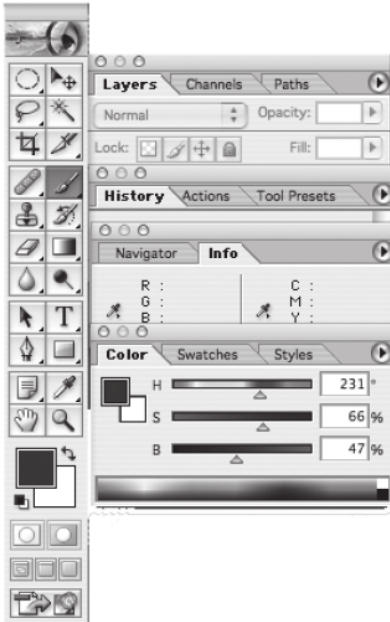 Layers Channels Paths
Normal Opacity:
Lock: Fill:
History Actions Tool Presets
Navigator Info
R : C :
G : M :
B : Y :
Color Swatches Styles
H 231 °
S 66 %
B 47 %
T